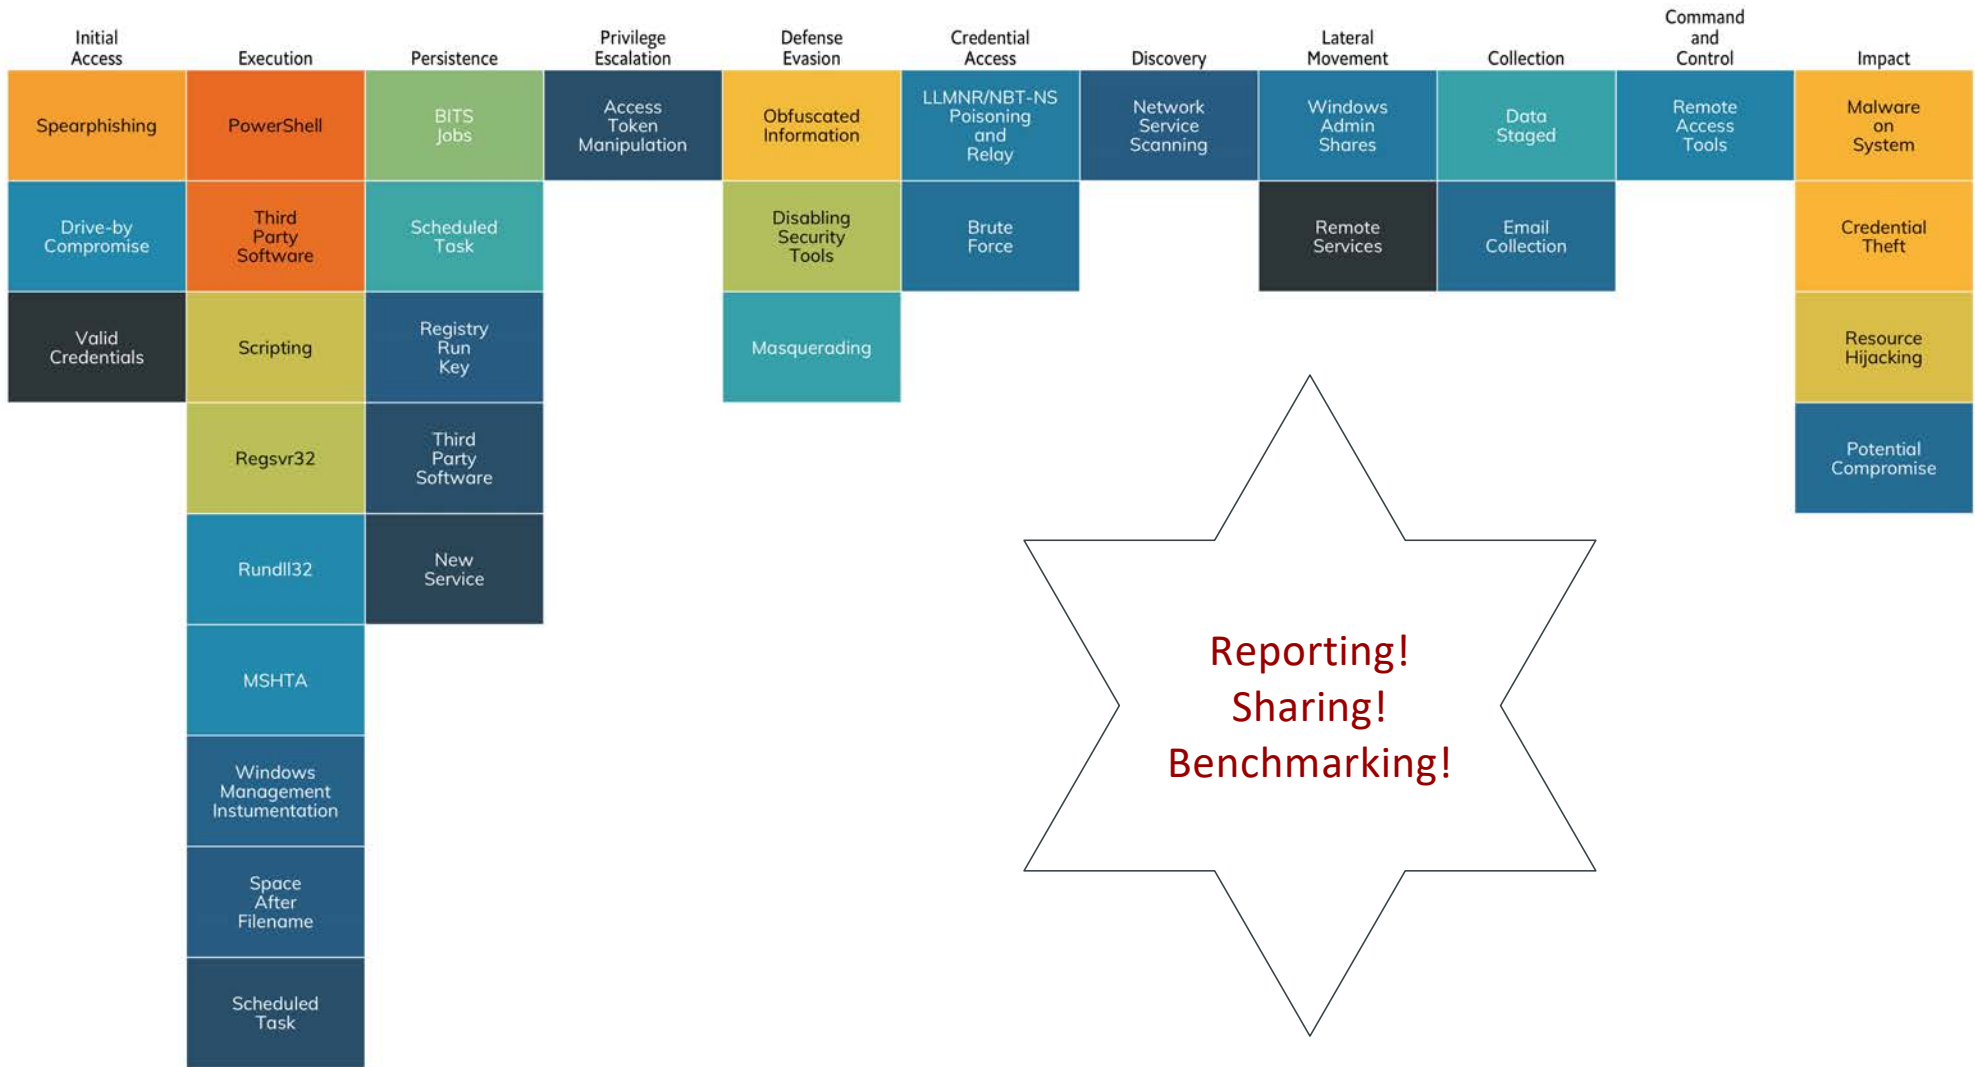 Initial
Access
Execution
Persistence
Privilege
Escalation
Defense
Evasion
Credential
Access
Discovery
Lateral
Movement
Collection
Command
and
Control
Impact
Spearphishing
PowerShell
BITS
Jobs
Access
Token
Manipulation
Obfuscated
Information
LLMNR/NBT-NS
Poisoning
and
Relay
Network
Service
Scanning
Windows
Admin
Shares
Data
Staged
Remote
Access
Tools
Malware
on
System
Drive-by
Compromise
Third
Party
Software
Scheduled
Task
Disabling
Security
Tools
Brute
Force
Remote
Services
Email
Collection
Credential
Theft
Valid
Credentials
Scripting
Registry
Run
Key
Masquerading
Resource
Hijacking
Regsvr32
Third
Party
Software
Potential
Compromise
Rundll32
New
Service
MSHTA
Windows
Management
Instumentation
Space
After
Filename
Scheduled
Task
Reporting!
Sharing!
Benchmarking!